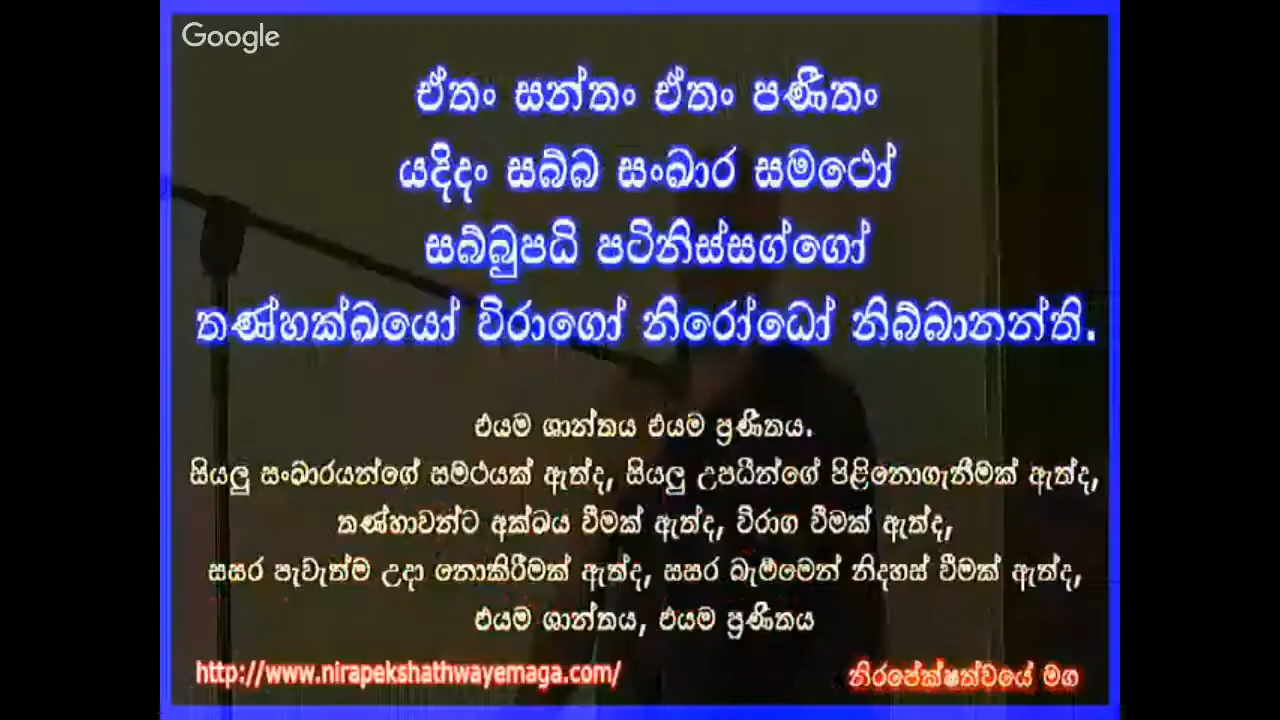 Google
ඒතං සන්තං ඒතං පණීතං
යදිදං සබ්බ සංඛාර සමථෝ
සබ්බුපධි පටිනිස්සග්ගෝ
තණ්හක්ඛයෝ විරාගෝ නිරෝධෝ නිබ්බානන්ති.
එයම ශාන්තය එයම ප්‍රණීතය.
සියලු සංඛාරයන්ගේ සමථයක් ඇත්ද, සියලු උපධීන්ගේ පිළිනොගැනීමක් ඇත්ද,
තණ්හාවන්ට අක්ඛය වීමක් ඇත්ද, විරාග වීමක් ඇත්ද,
සසර පැවැත්ම උදා නොකිරීමක් ඇත්ද, සසර බැම්මෙන් නිදහස් වීමක් ඇත්ද,
එයම ශාන්තය, එයම ප්‍රණීතය
http://www.nirapekshathwayemaga.com/ නිරපේක්ෂත්වයේ මග